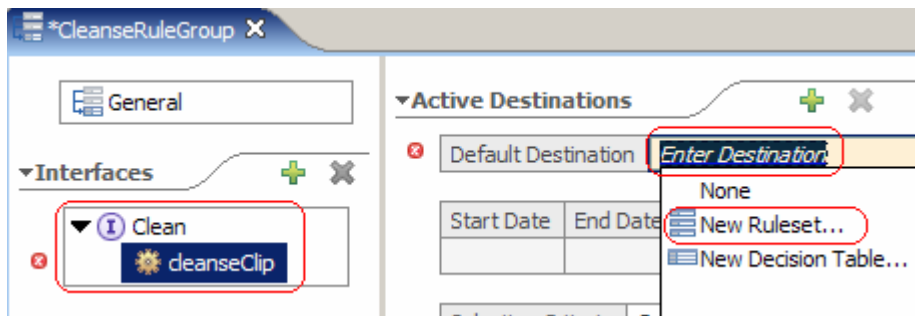 *CleanseRuleGroup
General
Interfaces
Clean
cleanseClip
Active Destinations
Default Destination
Enter Destination
None
New Ruleset...
New Decision Table...
Start Date
End Date